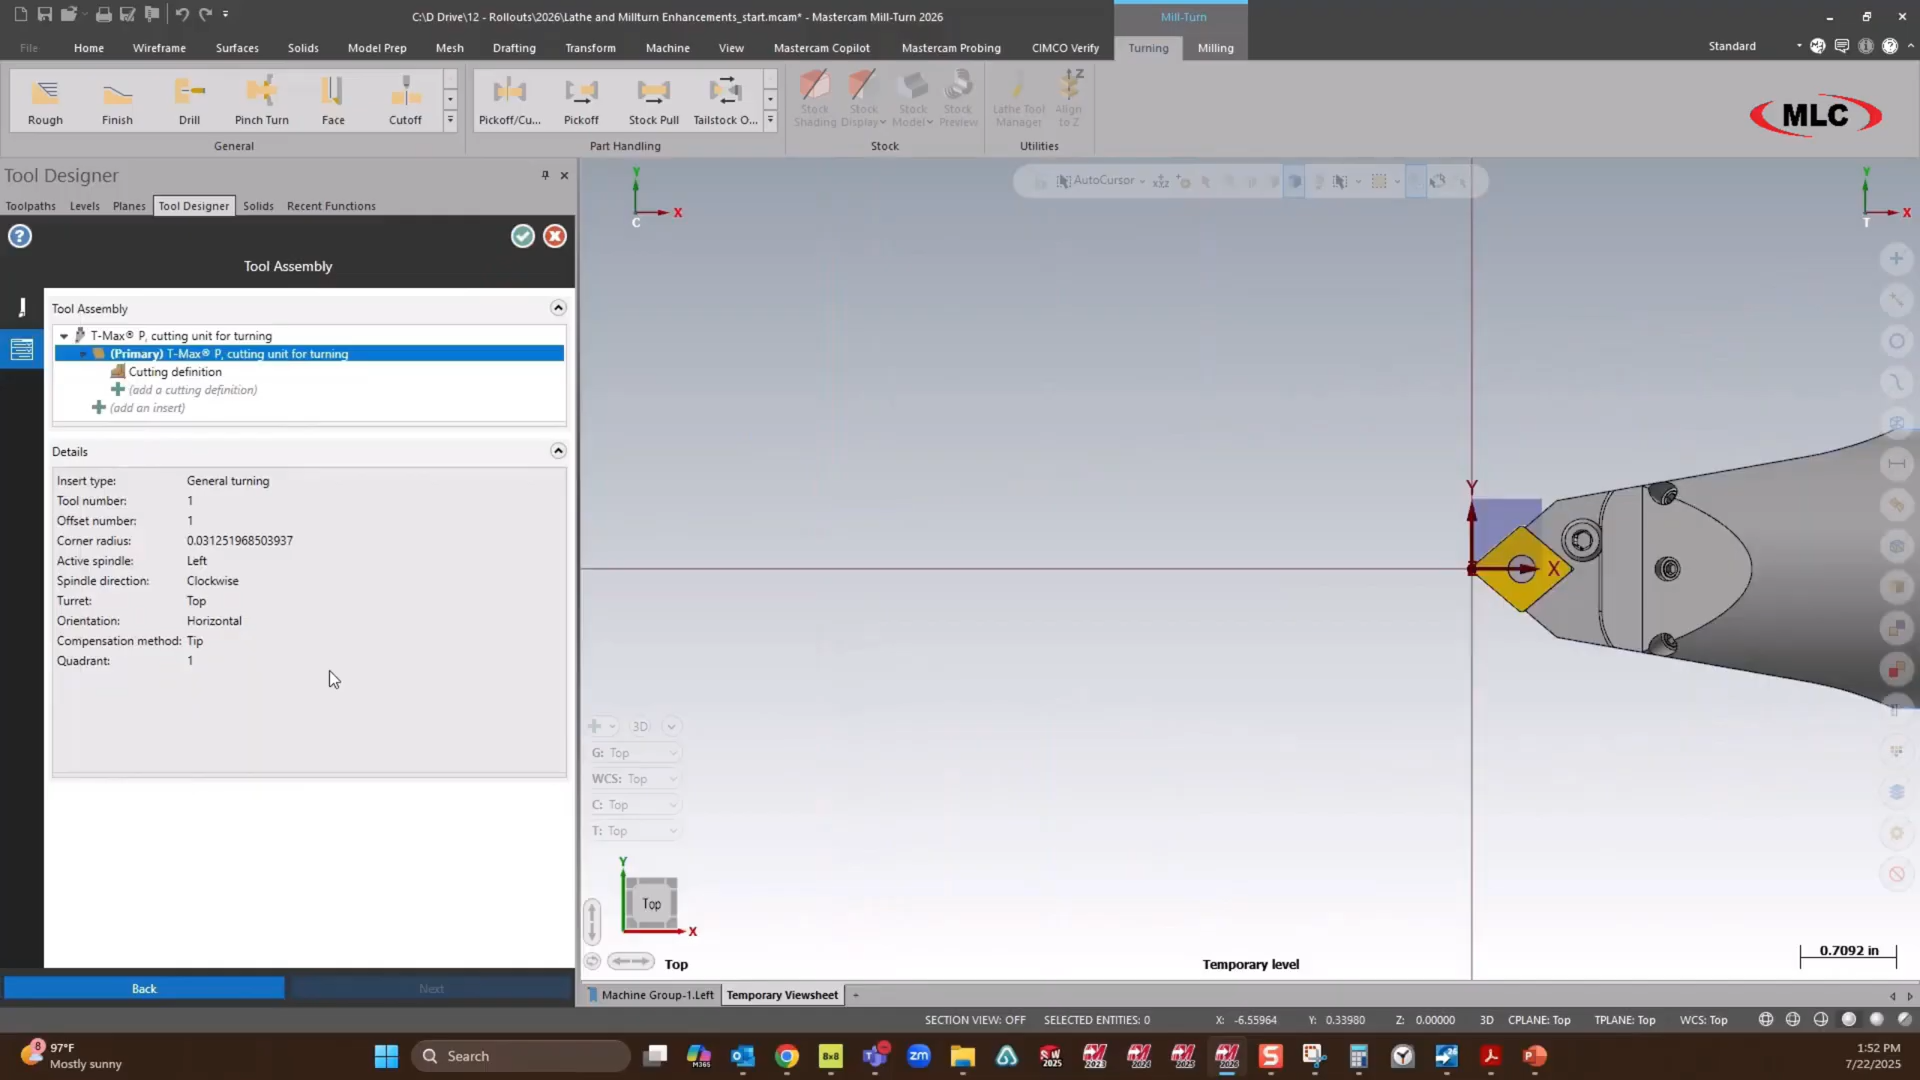 C:\D Drive\12 - Rollouts\2026\Lathe and Millturn Enhancements_start.mcam* - Mastercam Mill-Turn 2026
Mill-Turn
File Home Wireframe Surfaces Solids Model Prep Mesh Drafting Transform Machine View Mastercam Copilot Mastercam Probing CIMCO Verify Turning Milling
Standard
Rough Finish Drill Pinch Turn Face Cutoff
Pickoff/Cu... Pickoff Stock Pull Tailstock O...
Stock Shading Stock Display Stock Model Stock Preview
Lathe Tool Manager Align to Z
General Part Handling Stock Utilities
MLC
Tool Designer
Toolpaths Levels Planes Tool Designer Solids Recent Functions
Tool Assembly
Tool Assembly
T-Max® P, cutting unit for turning
(Primary) T-Max® P, cutting unit for turning
Cutting definition
(add a cutting definition)
(add an insert)
Details
Insert type: General turning
Tool number: 1
Offset number: 1
Corner radius: 0.031251968503937
Active spindle: Left
Spindle direction: Clockwise
Turret: Top
Orientation: Horizontal
Compensation method: Tip
Quadrant: 1
Back Next
AutoCursor
Y
X
C
Y
X
T
Y
X
3D
G: Top
WCS: Top
C: Top
T: Top
Y
Top
X
Top
Temporary level
0.7092 in
Machine Group-1.Left Temporary Viewsheet +
SECTION VIEW: OFF SELECTED ENTITIES: 0 X: -6.55964 Y: 0.33980 Z: 0.00000 3D CPLANE: Top TPLANE: Top WCS: Top
8
97°F
Mostly sunny
Search
1:52 PM
7/22/2025